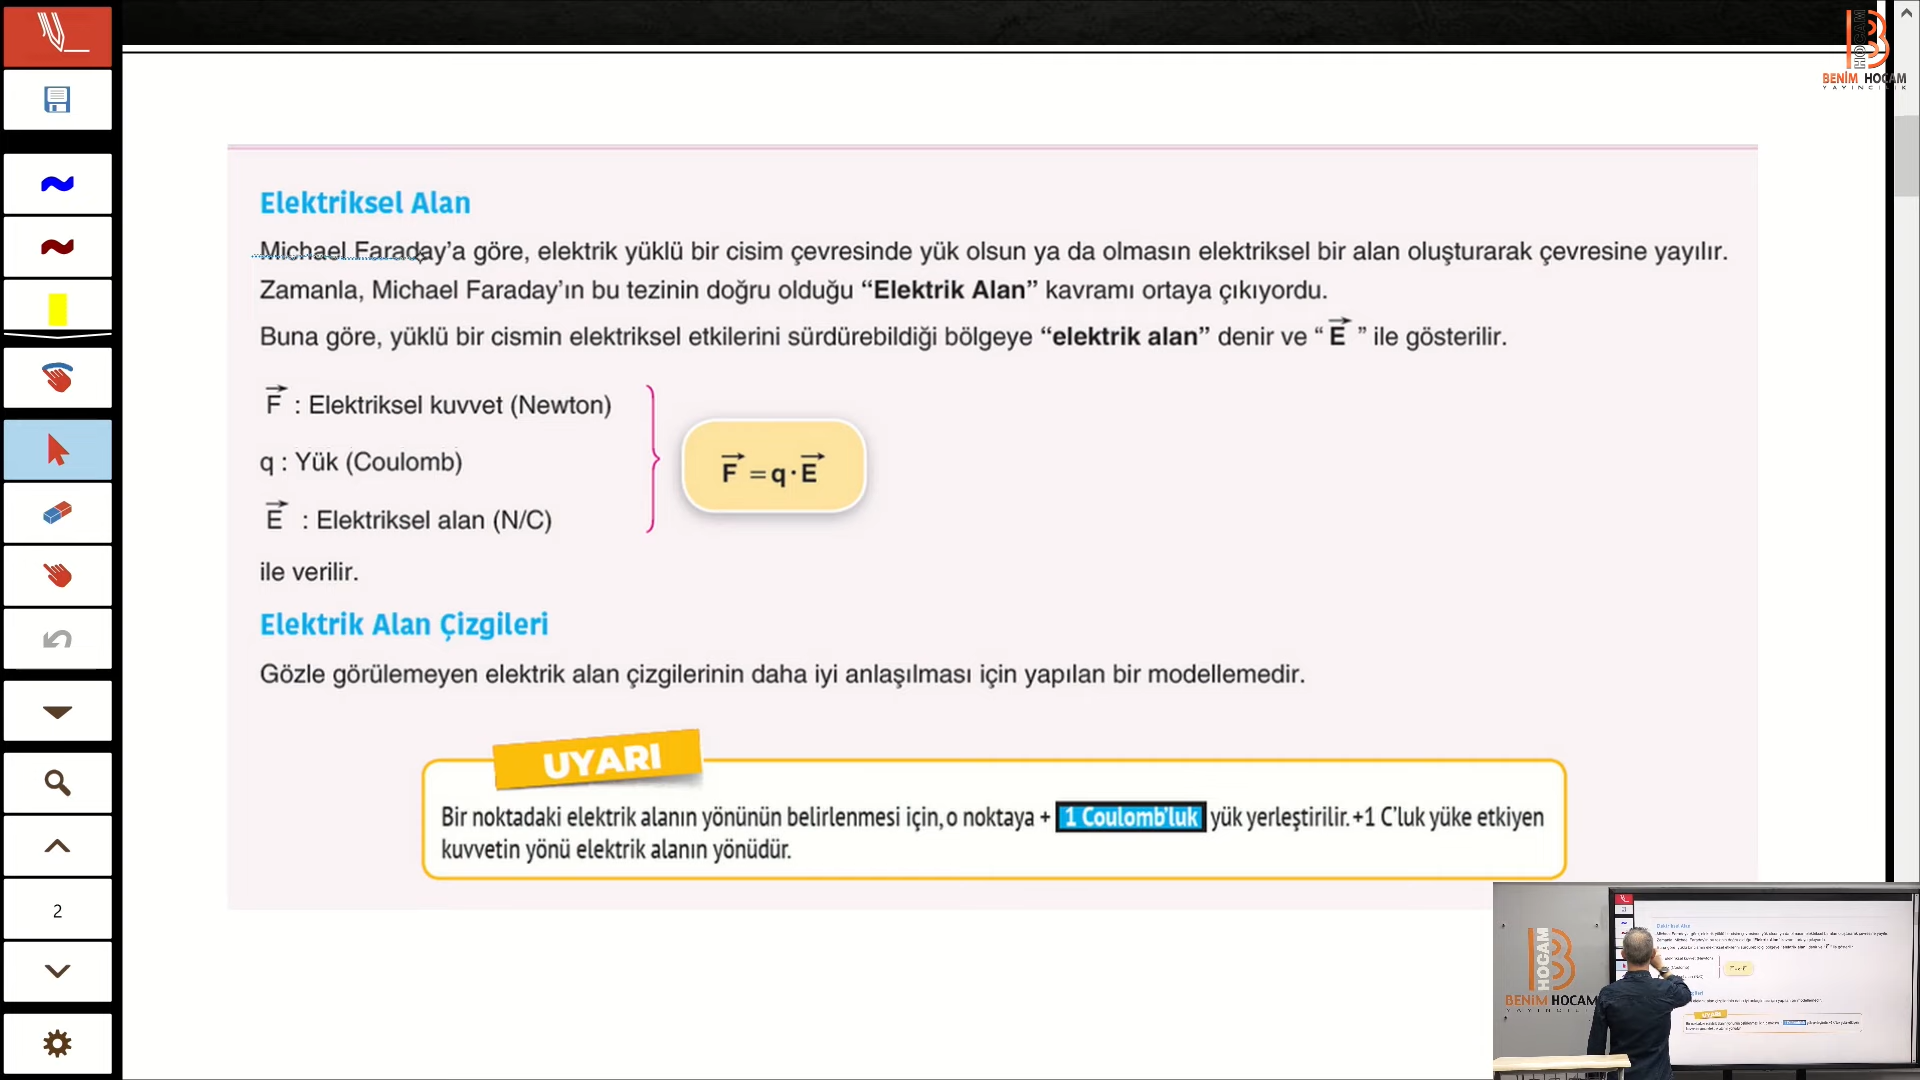 BENİM HOCAM
YAYINCILIK
Elektriksel Alan
Michael Faraday'a göre, elektrik yüklü bir cisim çevresinde yük olsun ya da olmasın elektriksel bir alan oluşturarak çevresine yayılır.
Zamanla, Michael Faraday'ın bu tezinin doğru olduğu “Elektrik Alan” kavramı ortaya çıkıyordu.
Buna göre, yüklü bir cismin elektriksel etkilerini sürdürebildiği bölgeye “elektrik alan” denir ve “ E⃗ ” ile gösterilir.
F⃗ : Elektriksel kuvvet (Newton)
q : Yük (Coulomb)
F⃗ = q · E⃗
E⃗ : Elektriksel alan (N/C)
ile verilir.
Elektrik Alan Çizgileri
Gözle görülemeyen elektrik alan çizgilerinin daha iyi anlaşılması için yapılan bir modellemedir.
UYARI
Bir noktadaki elektrik alanın yönünün belirlenmesi için, o noktaya + 1 Coulomb'luk yük yerleştirilir. +1 C'luk yüke etkiyen
kuvvetin yönü elektrik alanın yönüdür.
2
HOCAM
BENİM HOCAM
YAYINCILIK